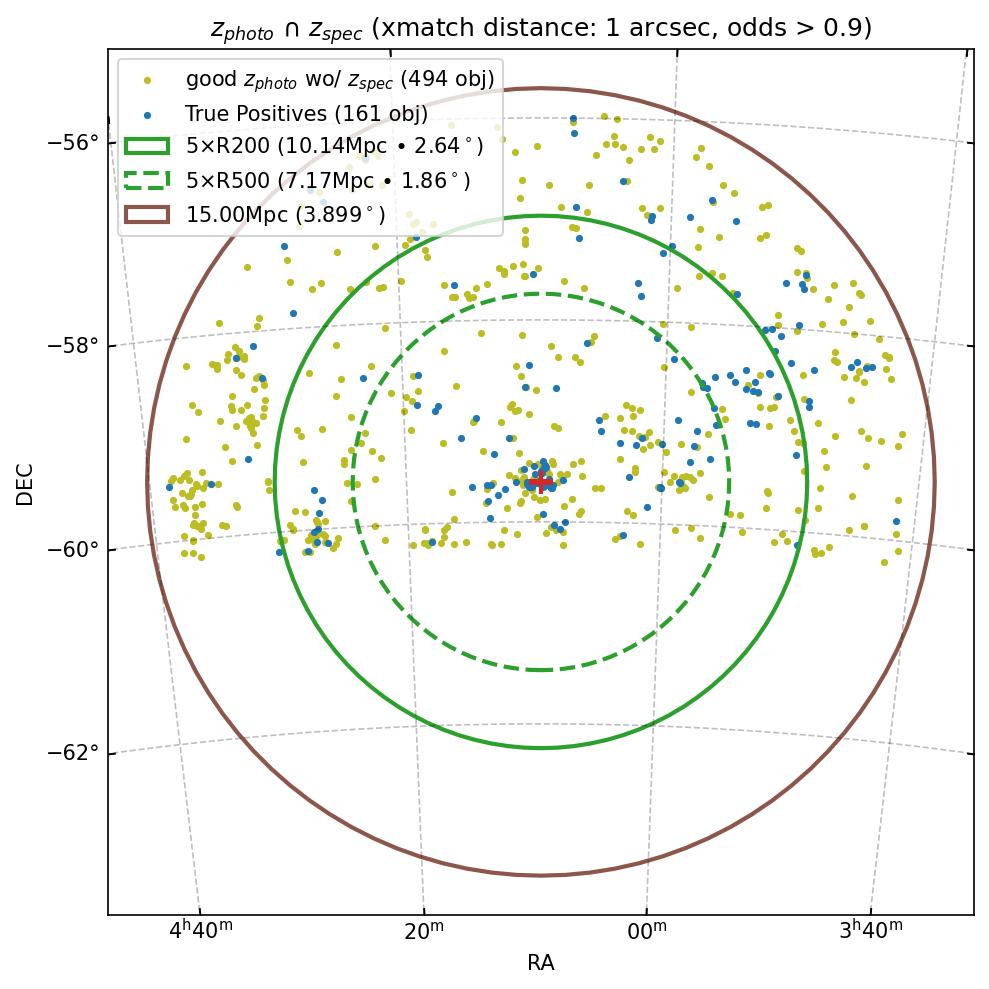 z_photo ∩ z_spec (xmatch distance: 1 arcsec, odds > 0.9)
good z_photo wo/ z_spec (494 obj)
True Positives (161 obj)
5×R200 (10.14Mpc • 2.64°)
5×R500 (7.17Mpc • 1.86°)
15.00Mpc (3.899°)
−56°
−58°
−60°
−62°
DEC
4ʰ40ᵐ 20ᵐ 00ᵐ 3ʰ40ᵐ
RA